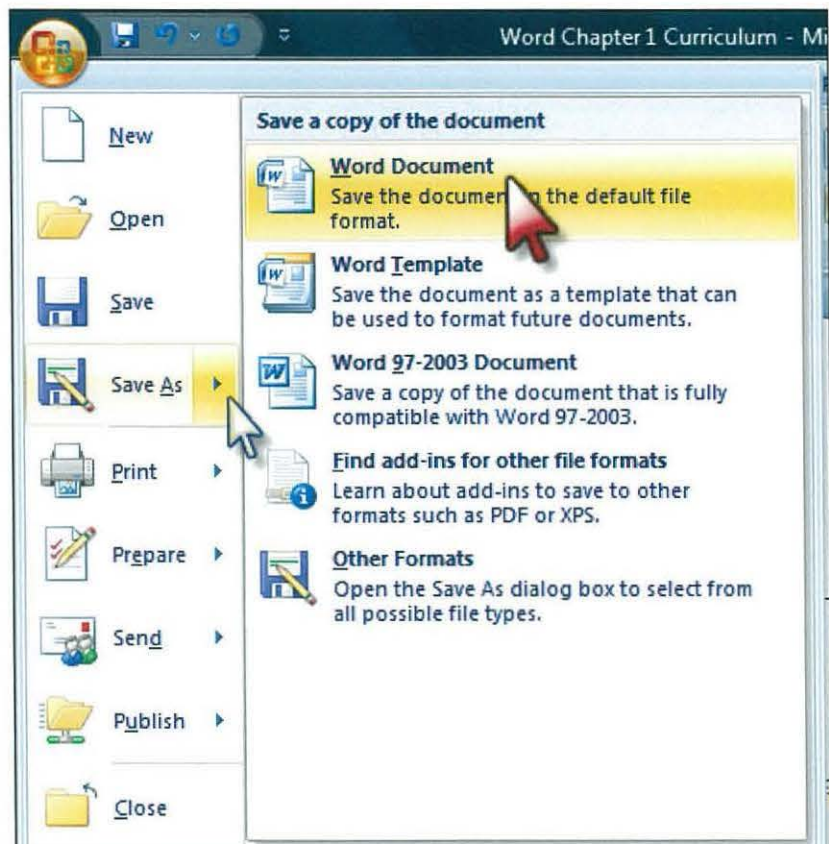 Word Chapter 1 Curriculum - Mi
New
Open
Save
Save As
Print
Prepare
Send
Publish
Close
Save a copy of the document
Word Document
Save the document in the default file
format.
Word Template
Save the document as a template that can
be used to format future documents.
Word 97-2003 Document
Save a copy of the document that is fully
compatible with Word 97-2003.
Find add-ins for other file formats
Learn about add-ins to save to other
formats such as PDF or XPS.
Other Formats
Open the Save As dialog box to select from
all possible file types.